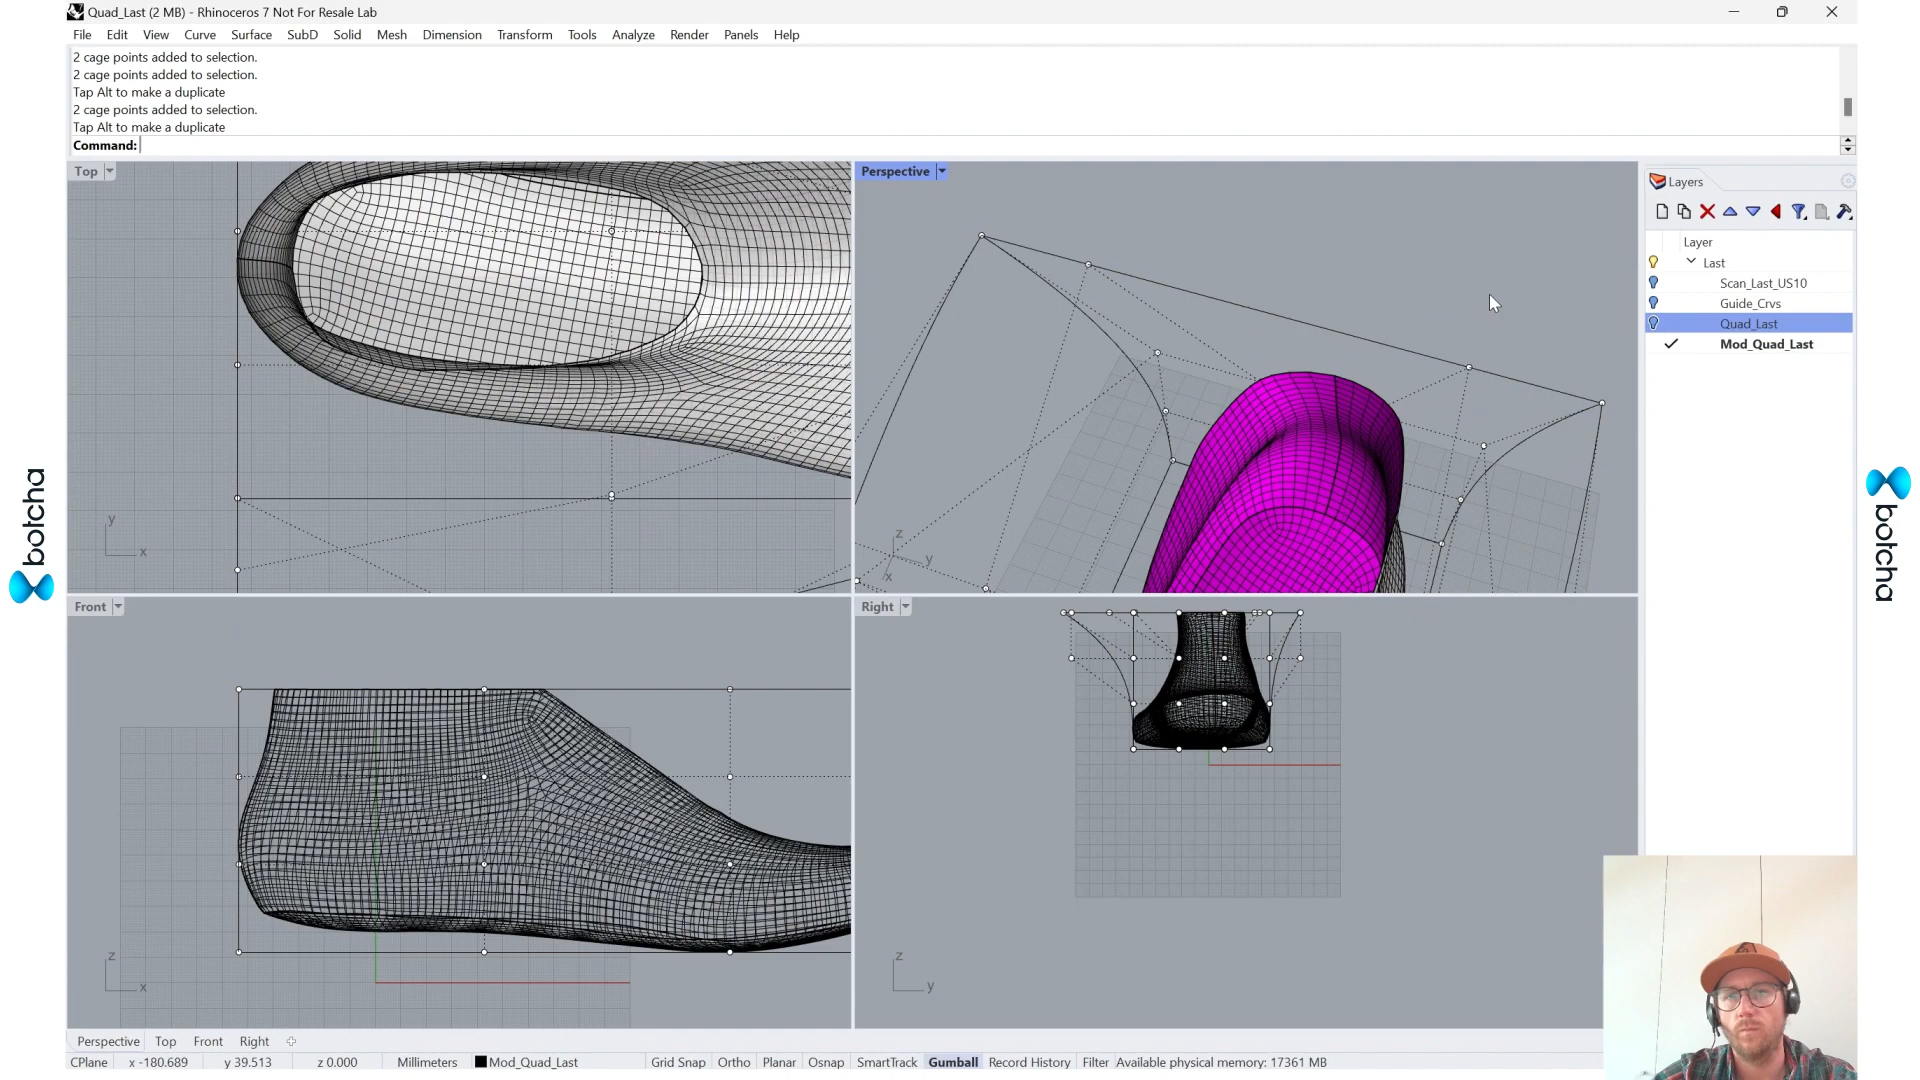 Quad_Last (2 MB) - Rhinoceros 7 Not For Resale Lab
File Edit View Curve Surface SubD Solid Mesh Dimension Transform Tools Analyze Render Panels Help
2 cage points added to selection.
2 cage points added to selection.
Tap Alt to make a duplicate
2 cage points added to selection.
Tap Alt to make a duplicate
Command:
Top
Perspective
Layers
Layer
Last
Scan_Last_US10
Guide_Crvs
Quad_Last
Mod_Quad_Last
y
x
z
y
x
botcha
botcha
Front
Right
z
x
z
y
Perspective Top Front Right
CPlane x -180.689 y 39.513 z 0.000 Millimeters Mod_Quad_Last Grid Snap Ortho Planar Osnap SmartTrack Gumball Record History Filter Available physical memory: 17361 MB